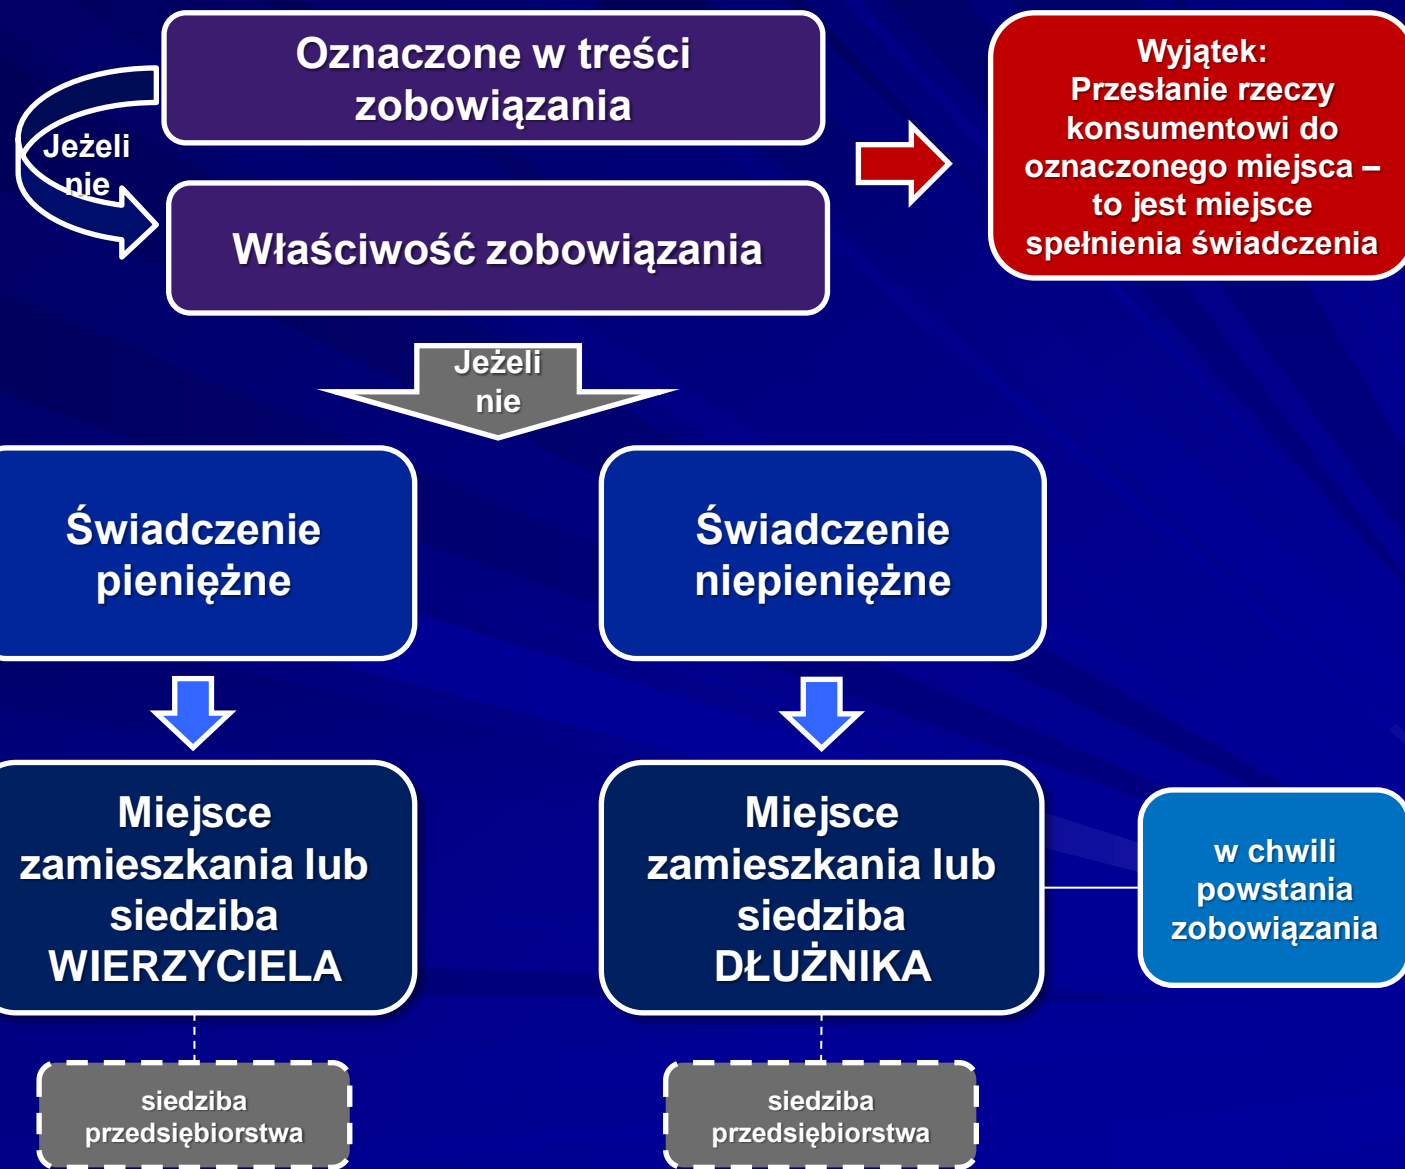 Oznaczone w treści
zobowiązania
Wyjątek:
Przesłanie rzeczy
konsumentowi do
oznaczonego miejsca –
to jest miejsce
spełnienia świadczenia
Jeżeli
nie
Właściwość zobowiązania
Jeżeli
nie
Świadczenie
pieniężne
Świadczenie
niepieniężne
Miejsce
zamieszkania lub
siedziba
WIERZYCIELA
Miejsce
zamieszkania lub
siedziba
DŁUŻNIKA
w chwili
powstania
zobowiązania
siedziba
przedsiębiorstwa
siedziba
przedsiębiorstwa